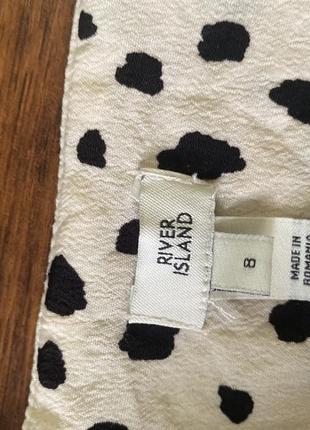 RIVER
ISLAND
8
MADE IN
ROMANIA